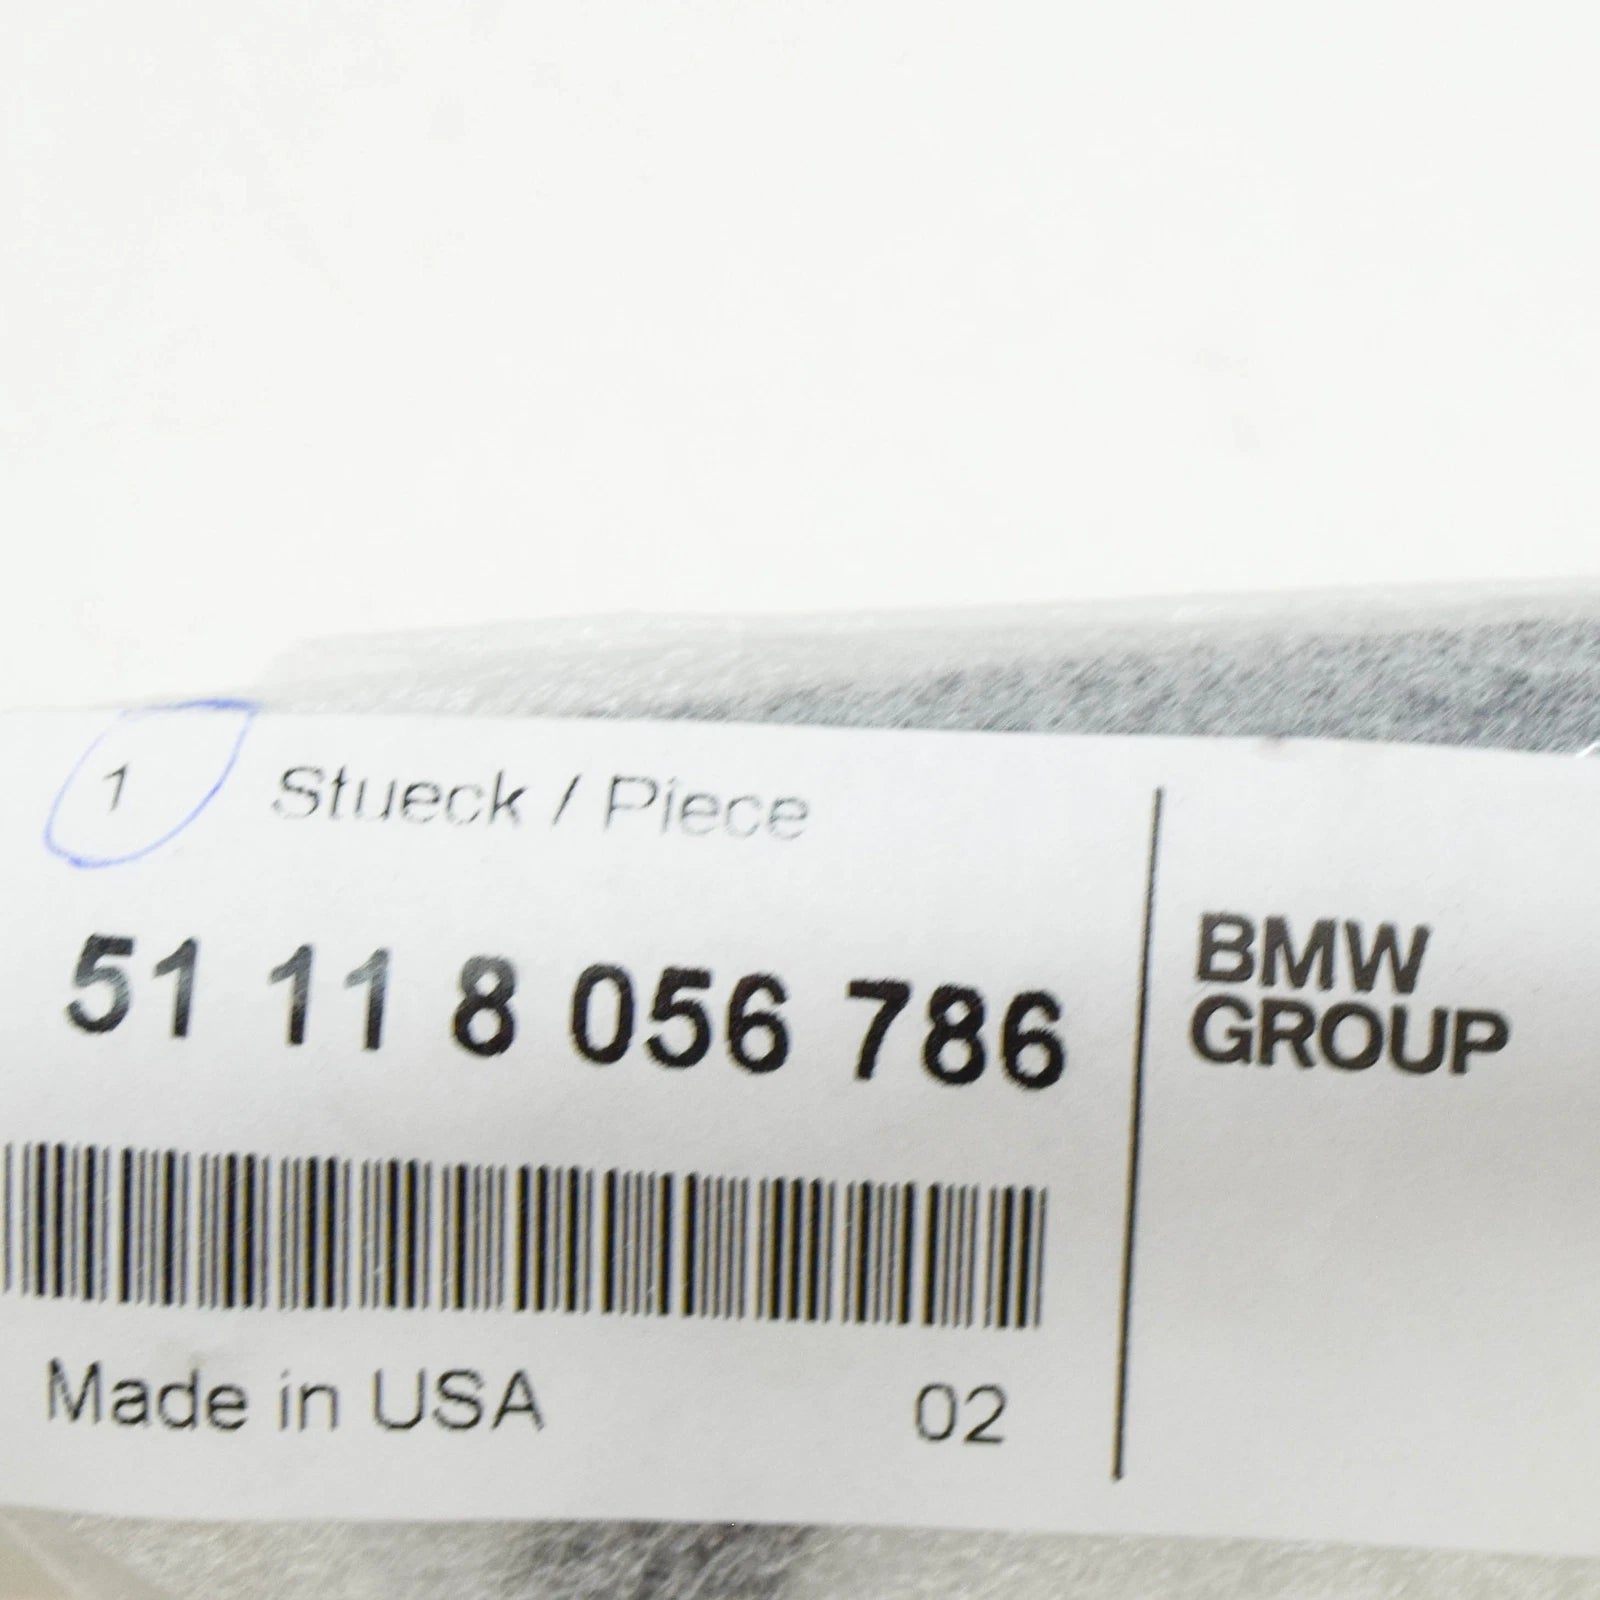 1 Stueck / Piece
51 11 8 056 786
BMW
GROUP
Made in USA 02